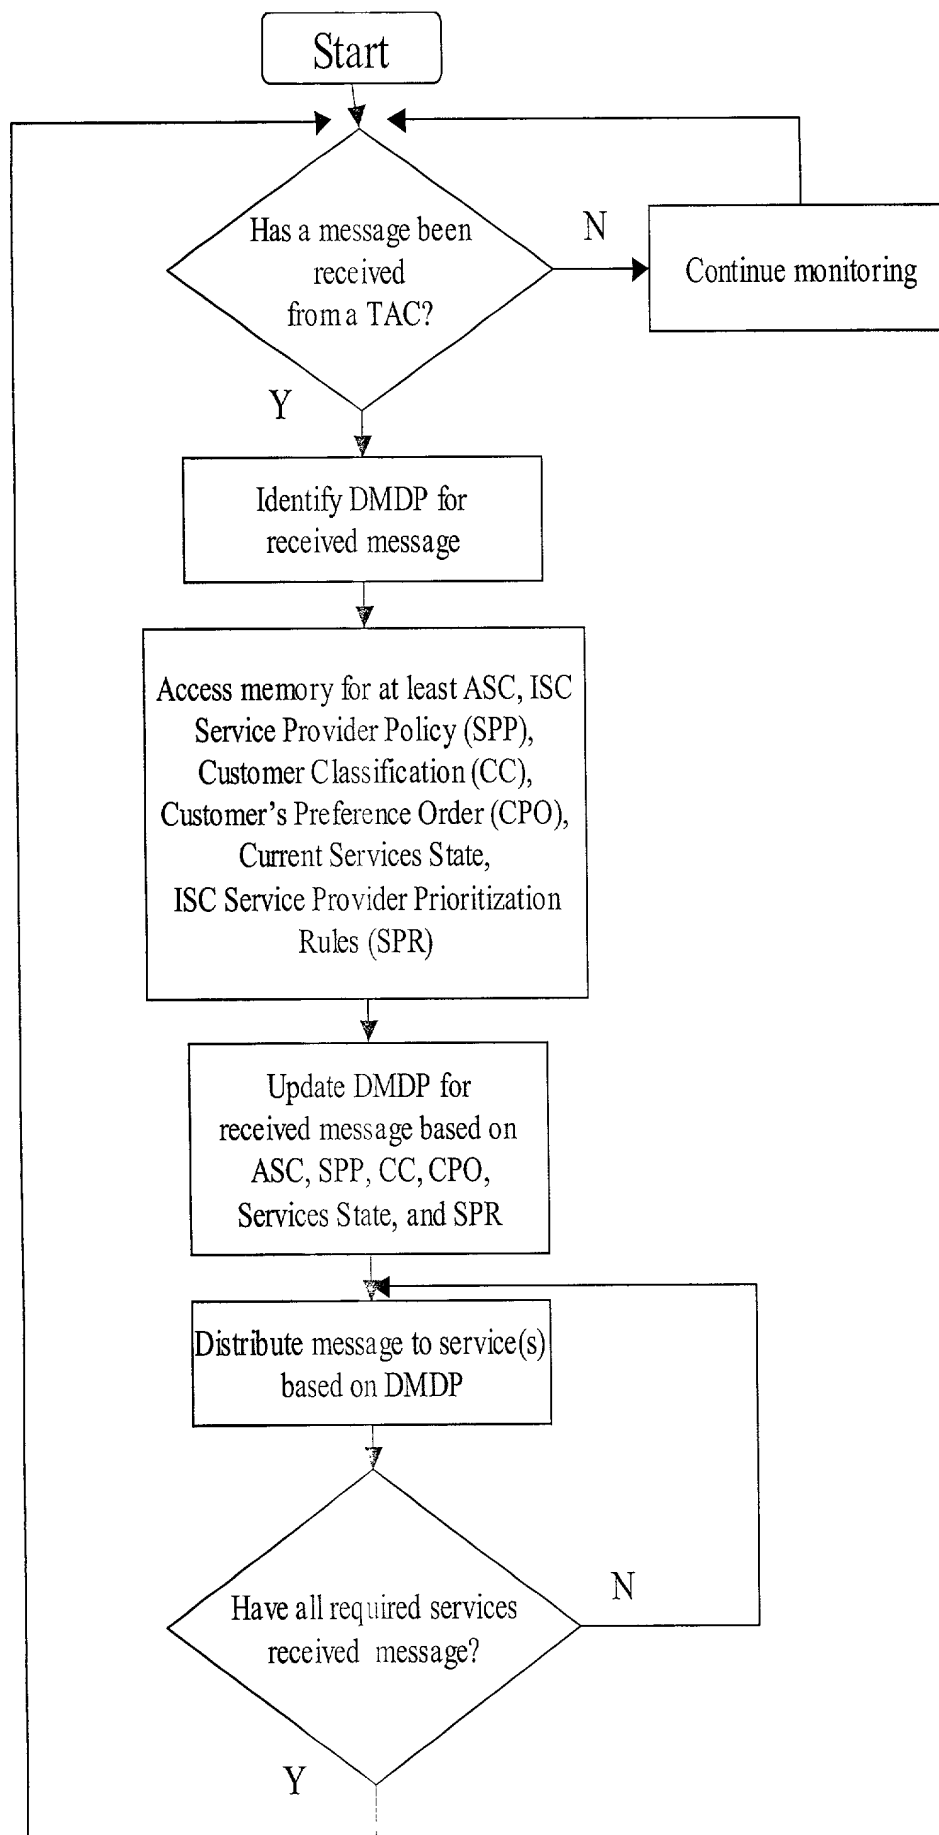 Start
Has a message been
received
from a TAC?
N
Continue monitoring
Y
Identify DMDP for
received message
Access memory for at least ASC, ISC
Service Provider Policy (SPP),
Customer Classification (CC),
Customer's Preference Order (CPO),
Current Services State,
ISC Service Provider Prioritization
Rules (SPR)
Update DMDP for
received message based on
ASC, SPP, CC, CPO,
Services State, and SPR
Distribute message to service(s)
based on DMDP
N
Have all required services
received message?
Y